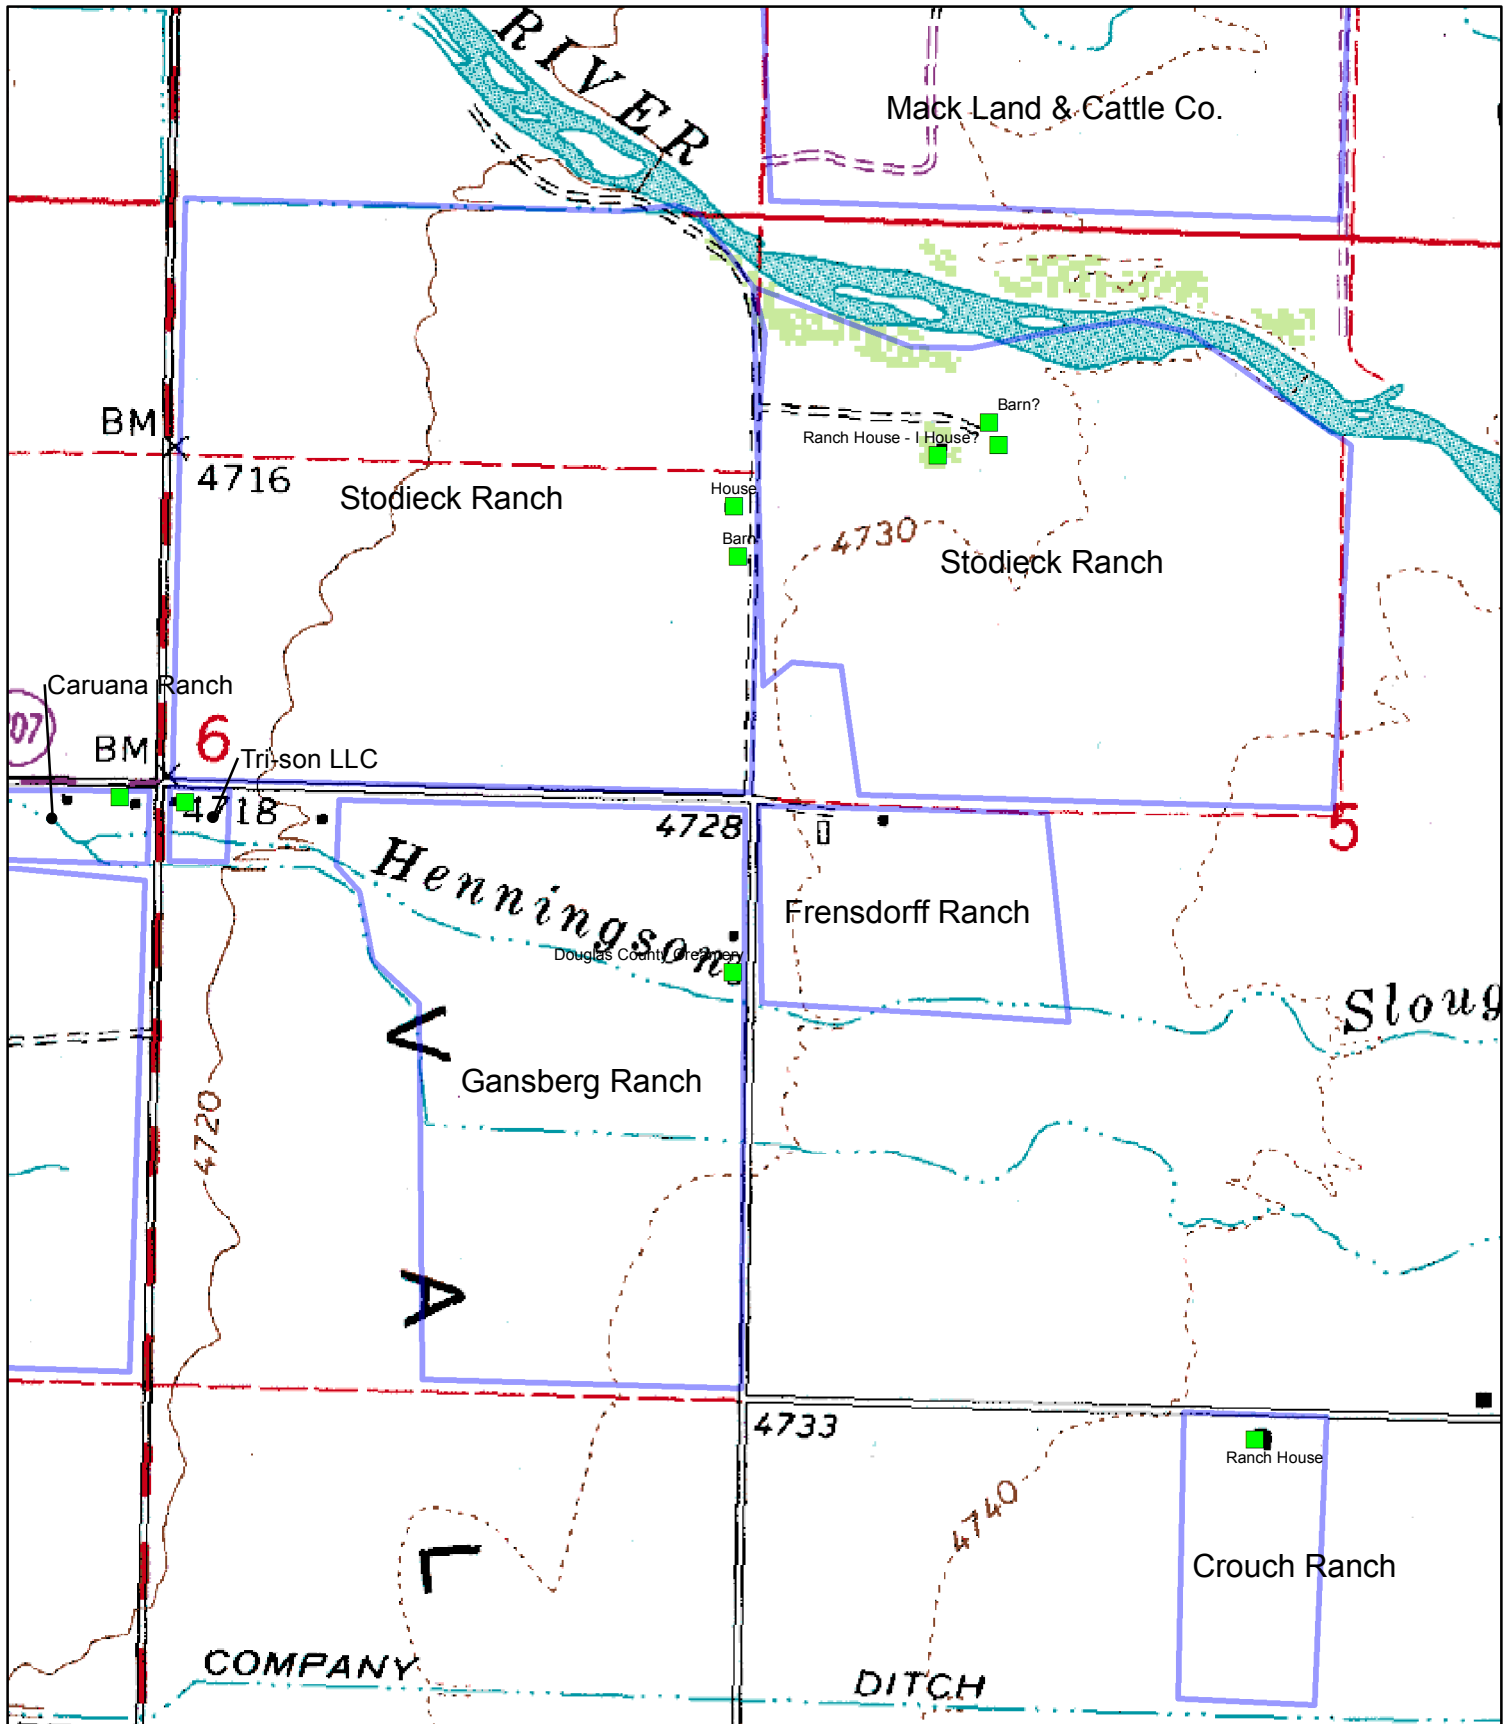 RIVER
Mack Land & Cattle Co.
BM
4716
Barn?
Ranch House - I House?
Stodieck Ranch
House
Barn
4730
Stodieck Ranch
Caruana Ranch
07
BM
6
Tri-son LLC
4718
4728
5
Henningson
Frensdorff Ranch
Douglas County Creamery
Sloug
V
Gansberg Ranch
4720
A
4733
Ranch House
4740
L
Crouch Ranch
COMPANY
DITCH